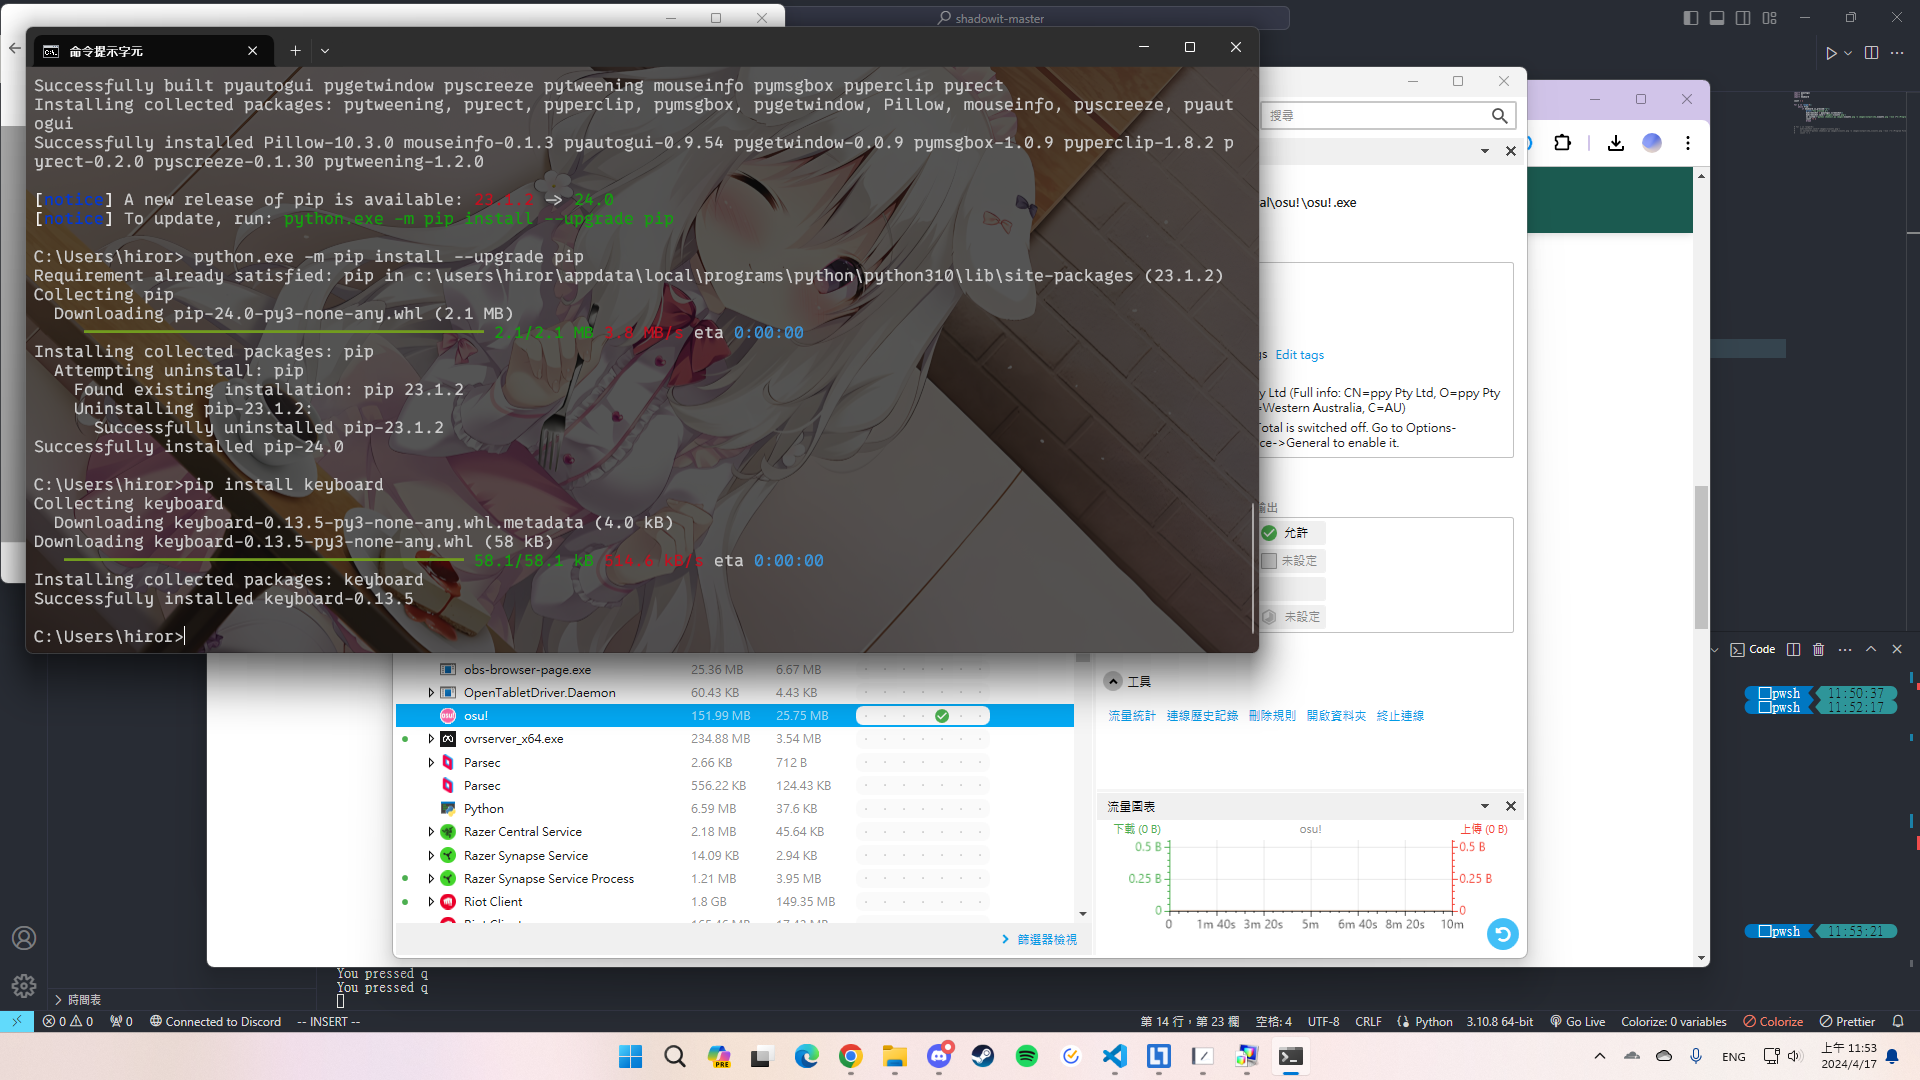 shadowit-master
命令提示字元
Successfully built pyautogui pygetwindow pyscreeze pytweening mouseinfo pymsgbox pyperclip pyrect
Installing collected packages: pytweening, pyrect, pyperclip, pymsgbox, pygetwindow, Pillow, mouseinfo, pyscreeze, pyaut
ogui
Successfully installed Pillow-10.3.0 mouseinfo-0.1.3 pyautogui-0.9.54 pygetwindow-0.0.9 pymsgbox-1.0.9 pyperclip-1.8.2 p
yrect-0.2.0 pyscreeze-0.1.30 pytweening-1.2.0
[notice] A new release of pip is available: 23.1.2 -> 24.0
[notice] To update, run: python.exe -m pip install --upgrade pip
C:\Users\hiror> python.exe -m pip install --upgrade pip
Requirement already satisfied: pip in c:\users\hiror\appdata\local\programs\python\python310\lib\site-packages (23.1.2)
Collecting pip
Downloading pip-24.0-py3-none-any.whl (2.1 MB)
2.1/2.1 MB 3.8 MB/s eta 0:00:00
Installing collected packages: pip
Attempting uninstall: pip
Found existing installation: pip 23.1.2
Uninstalling pip-23.1.2:
Successfully uninstalled pip-23.1.2
Successfully installed pip-24.0
C:\Users\hiror>pip install keyboard
Collecting keyboard
Downloading keyboard-0.13.5-py3-none-any.whl.metadata (4.0 kB)
Downloading keyboard-0.13.5-py3-none-any.whl (58 kB)
58.1/58.1 kB 514.6 kB/s eta 0:00:00
Installing collected packages: keyboard
Successfully installed keyboard-0.13.5
C:\Users\hiror>
搜尋
al\osu!\osu!.exe
gs Edit tags
y Ltd (Full info: CN=ppy Pty Ltd, O=ppy Pty
=Western Australia, C=AU)
Total is switched off. Go to Options-
ce->General to enable it.
輸出
允許
未設定
未設定
obs-browser-page.exe 25.36 MB 6.67 MB
OpenTabletDriver.Daemon 60.43 KB 4.43 KB
osu! 151.99 MB 25.75 MB
ovrserver_x64.exe 234.88 MB 3.54 MB
Parsec 2.66 KB 712 B
Parsec 556.22 KB 124.43 KB
Python 6.59 MB 37.6 KB
Razer Central Service 2.18 MB 45.64 KB
Razer Synapse Service 14.09 KB 2.94 KB
Razer Synapse Service Process 1.21 MB 3.95 MB
Riot Client 1.8 GB 149.35 MB
篩選器檢視
工具
流量統計 連線歷史記錄 刪除規則 開啟資料夾 終止連線
流量圖表
下載 (0 B) osu! 上傳 (0 B)
0.5 B 0.5 B
0.25 B 0.25 B
0 0
0 1m 40s 3m 20s 5m 6m 40s 8m 20s 10m
Code
pwsh 11:50:37
pwsh 11:52:17
pwsh 11:53:21
You pressed q
You pressed q
時間表
0 0 0 Connected to Discord -- INSERT --
第 14 行，第 23 欄 空格: 4 UTF-8 CRLF Python 3.10.8 64-bit Go Live Colorize: 0 variables Colorize Prettier
PRE
ENG
上午 11:53
2024/4/17